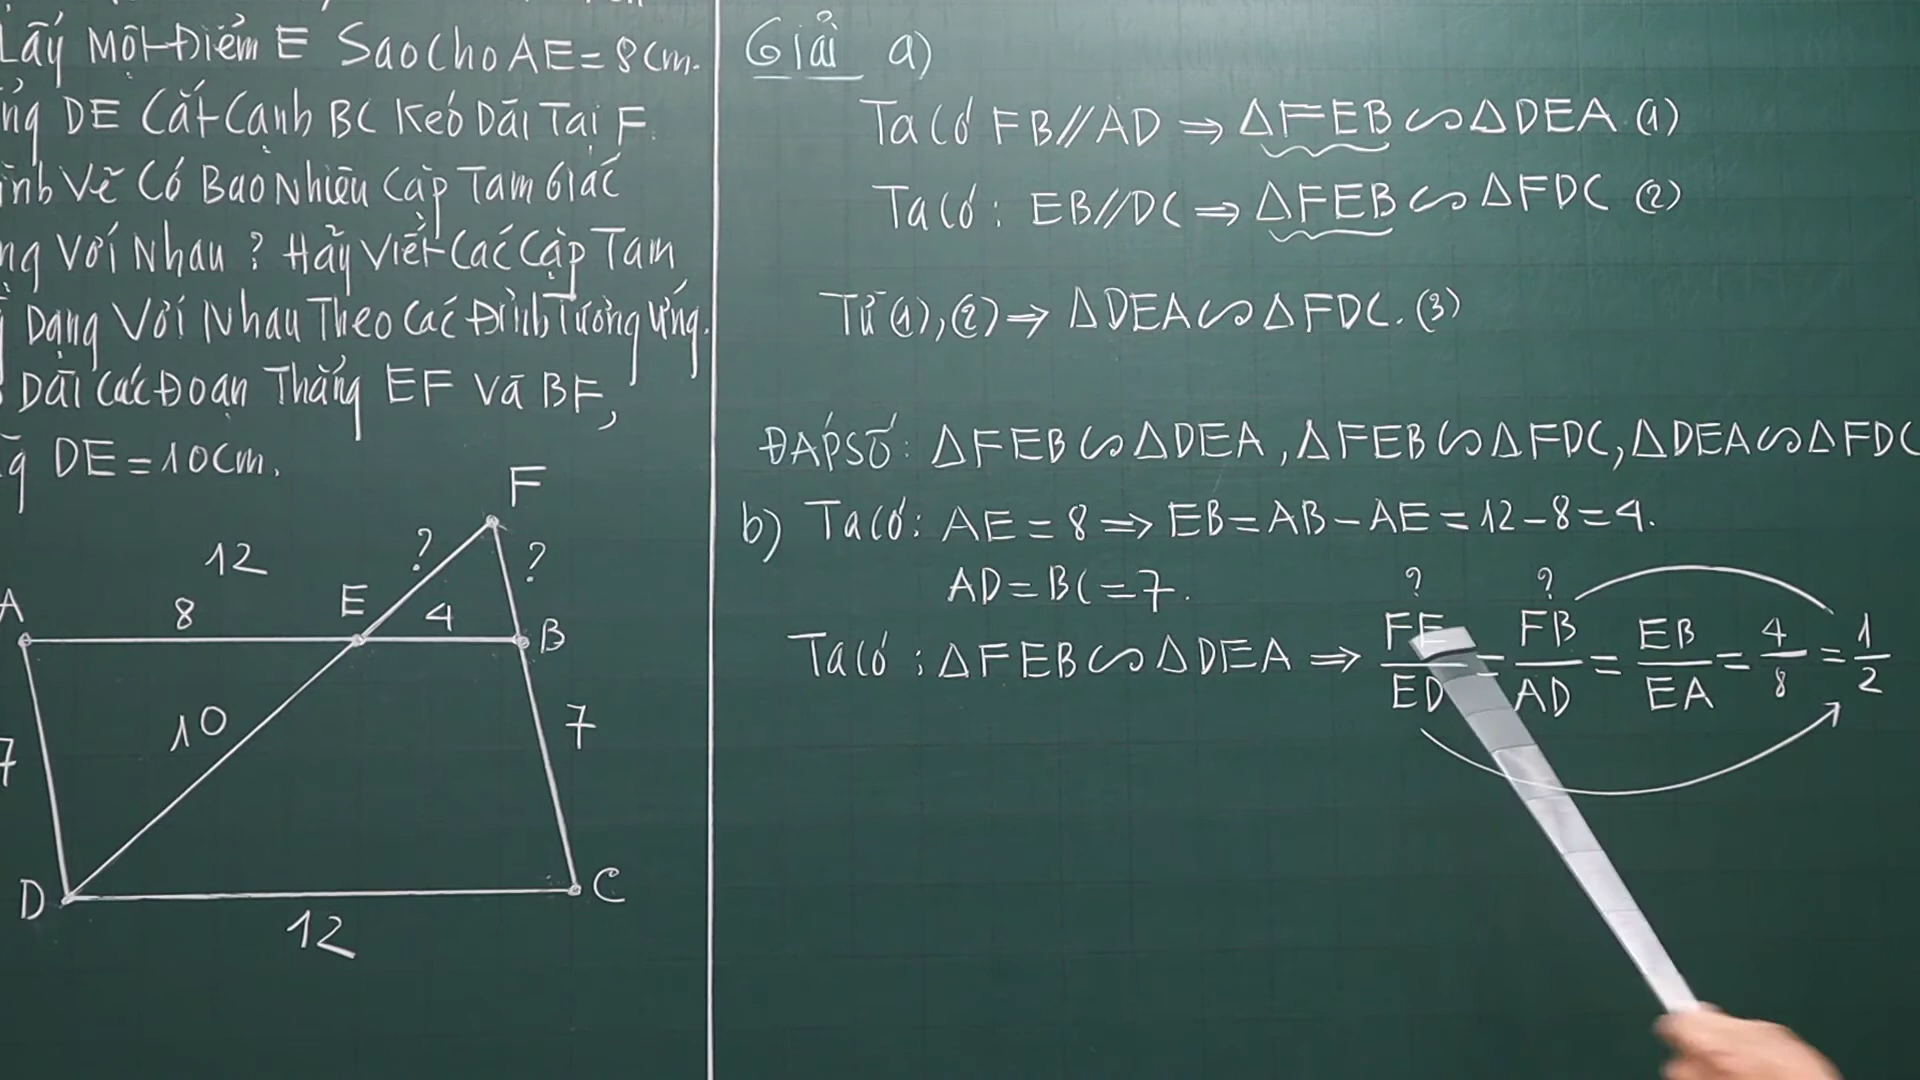 Lấy Một Điểm E Sao Cho AE = 8cm.
DE Cắt Cạnh BC Kéo Dài Tại F.
Vẽ Có Bao Nhiêu Cặp Tam Giác
Với Nhau ? Hãy Viết Các Cặp Tam
Dạng Với Nhau Theo Các Đỉnh Tương Ứng.
Dài Các Đoạn Thẳng EF Và BF,
DE = 10cm.
F
? ?
12
A 8 E 4 B
7 10 7
D C
12
Giải a)
Ta Có FB // AD ⇒ ΔFEB ∽ ΔDEA (1)
Ta Có : EB // DC ⇒ ΔFEB ∽ ΔFDC (2)
Từ (1), (2) ⇒ ΔDEA ∽ ΔFDC. (3)
ĐÁP SỐ : ΔFEB ∽ ΔDEA , ΔFEB ∽ ΔFDC, ΔDEA ∽ ΔFDC
b) Ta Có : AE = 8 ⇒ EB = AB - AE = 12 - 8 = 4.
AD = BC = 7.
? ?
Ta Có : ΔFEB ∽ ΔDEA ⇒ FE/ED = FB/AD = EB/EA = 4/8 = 1/2